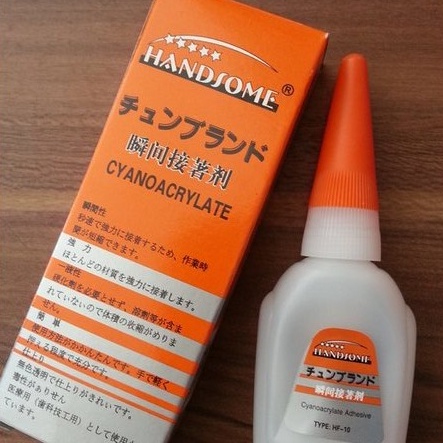 HANDSOME®
チュンブランド
瞬间接著剤
CYANOACRYLATE
瞬間性
秒速で強力に接着するため、作業時
間が短縮できます。
強 力
ほとんどの材質を強力に接着します。
一液性
硬化剤を必要とせず、溶剤等が含ま
れていないので体積の収縮がありま
せん。
簡 単
使用方法がかんたんです。手で軽く
押える程度で充分です。
仕上り
無色透明で仕上りがきれいです。
毒性がありせん
医療用(歯科技工用)として使用さ
ています。
HANDSOME
チュンブランド
瞬间接著剤
Cyanoacrylate Adhesive
TYPE: HF-10